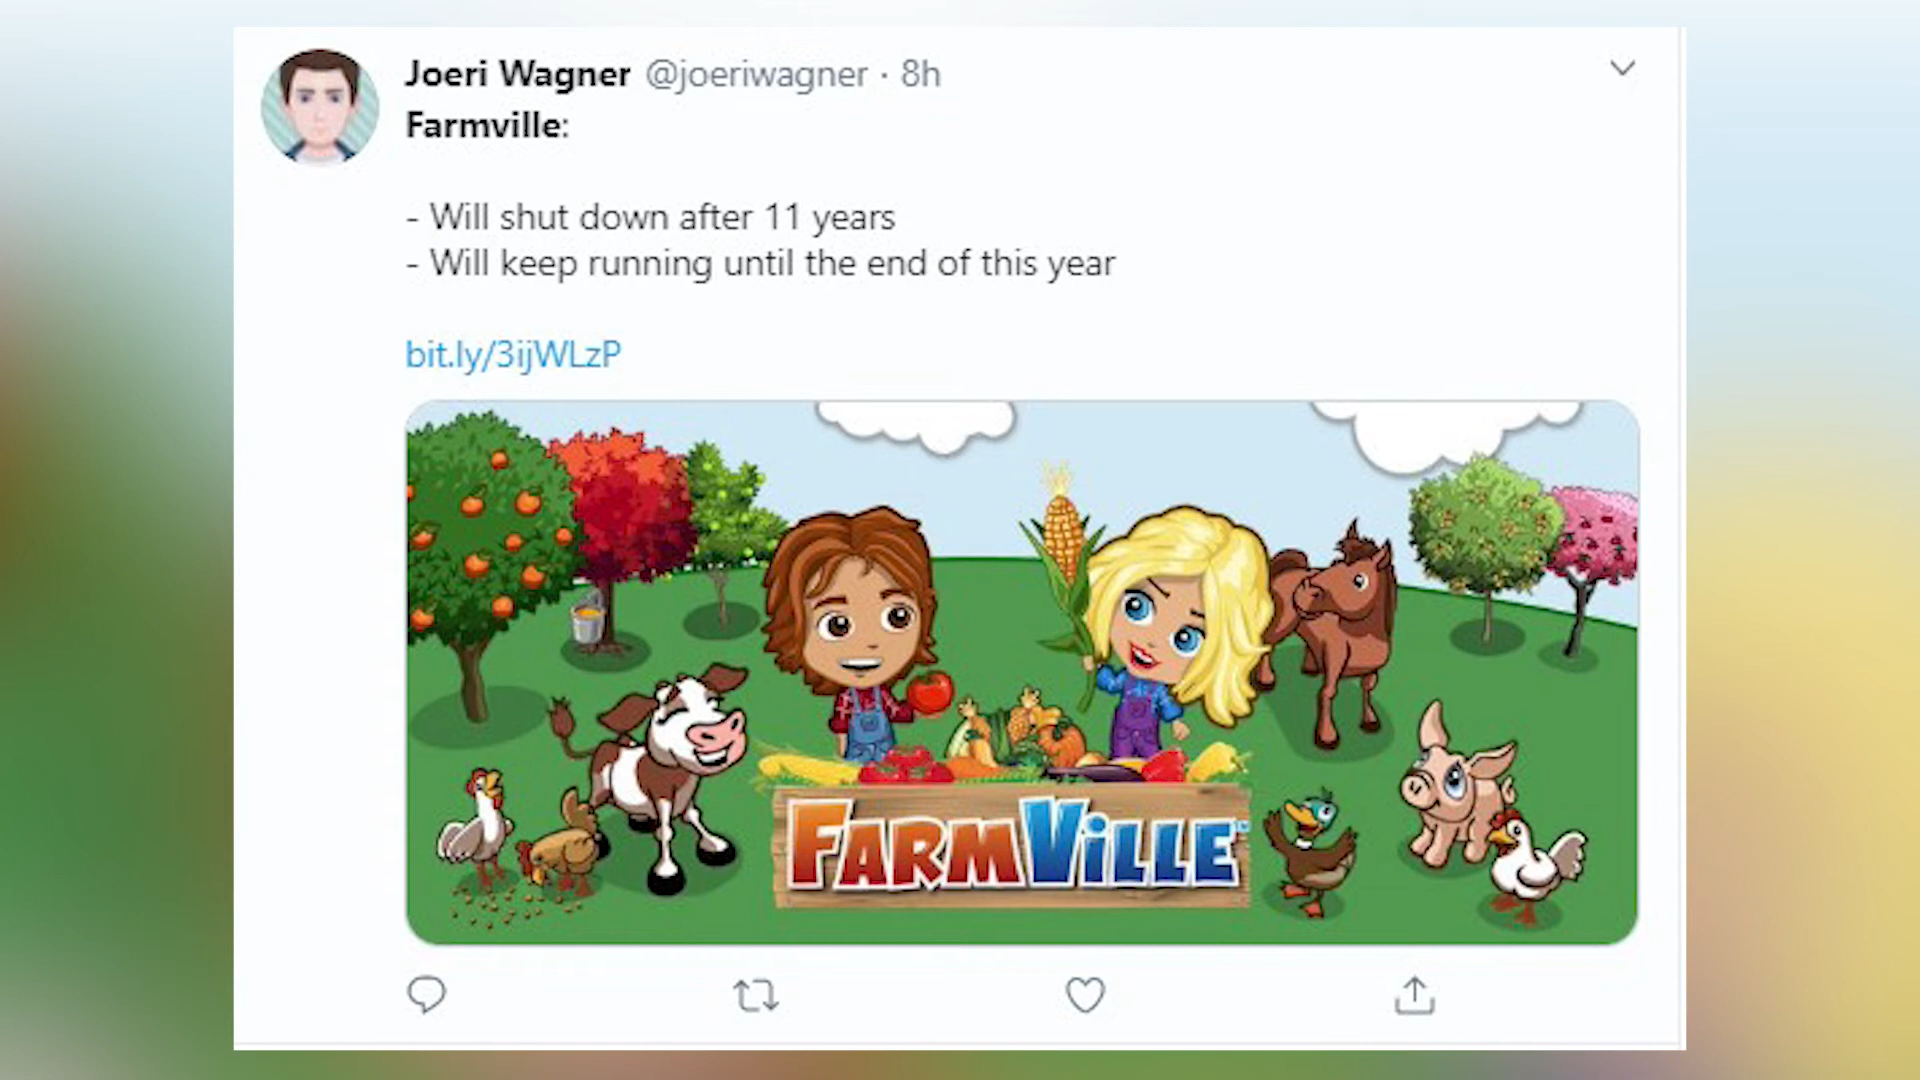 Joeri Wagner @joeriwagner · 8h
Farmville:
- Will shut down after 11 years
- Will keep running until the end of this year
bit.ly/3ijWLzP
FARMVILLE™